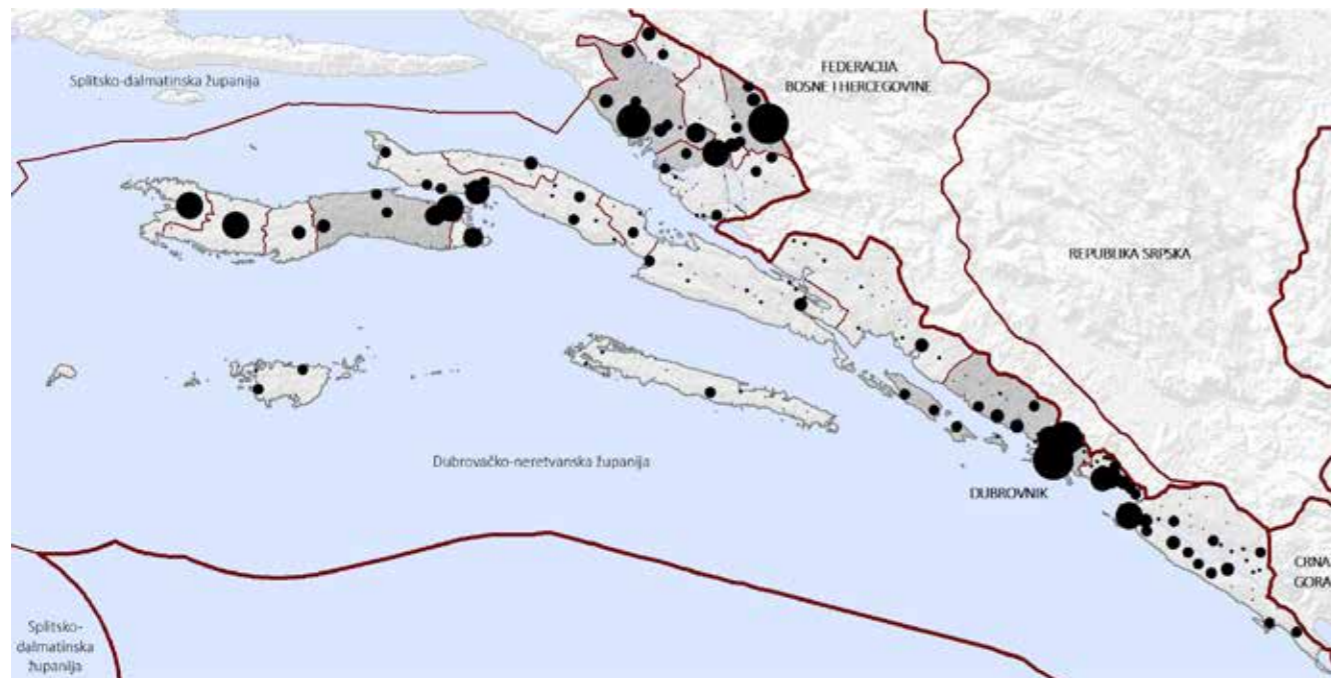 Splitsko-dalmatinska županija
FEDERACIJA
BOSNE I HERCEGOVINE
REPUBLIKA SRPSKA
Dubrovačko-neretvanska županija
DUBROVNIK
CRNA
GORA
Splitsko-
dalmatinska
županija